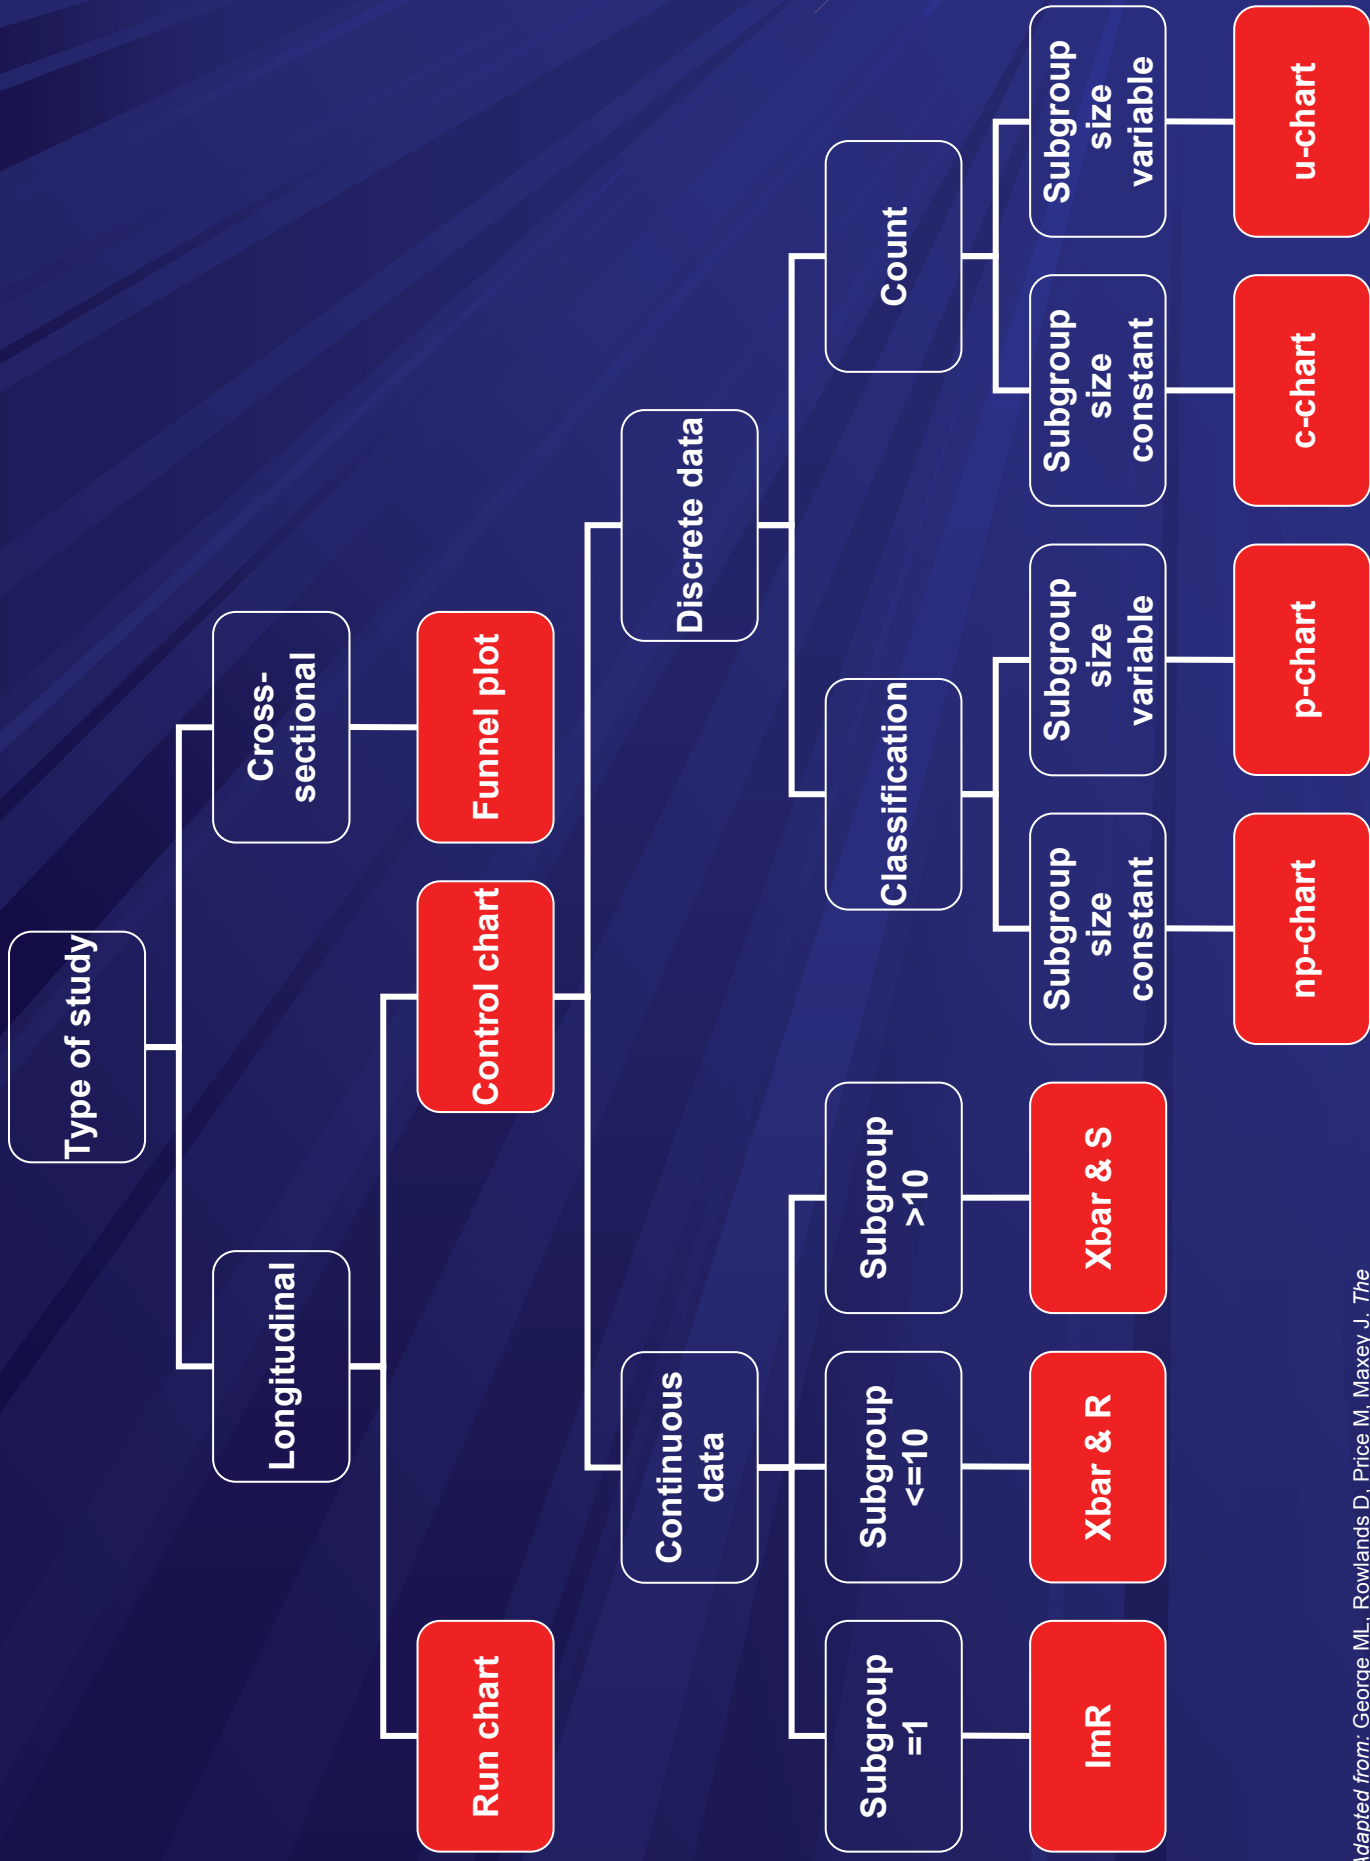 Type of study
Longitudinal
Cross-
sectional
Run chart
Control chart
Funnel plot
Continuous
data
Discrete data
Subgroup
=1
Subgroup
<=10
Subgroup
>10
Classification
Count
ImR
Xbar & R
Xbar & S
Subgroup
size
constant
Subgroup
size
variable
Subgroup
size
constant
Subgroup
size
variable
np-chart
p-chart
c-chart
u-chart
Adapted from: George ML, Rowlands D, Price M, Maxey J. The